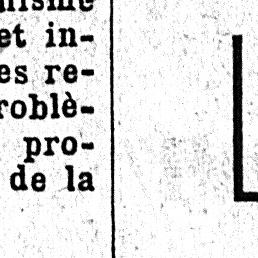 et in-
es re-
roblè-
pro-
de la